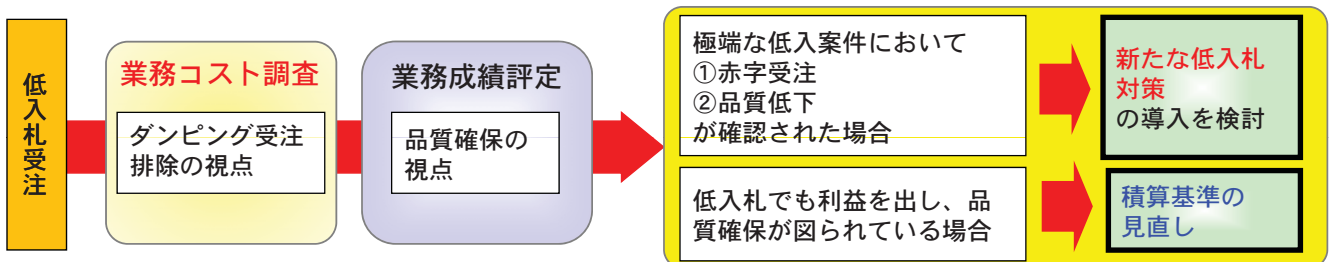 低入札受注
業務コスト調査
ダンピング受注
排除の視点
業務成績評定
品質確保の
視点
極端な低入案件において
①赤字受注
②品質低下
が確認された場合
新たな低入札
対策
の導入を検討
低入札でも利益を出し、品
質確保が図られている場合
積算基準の
見直し